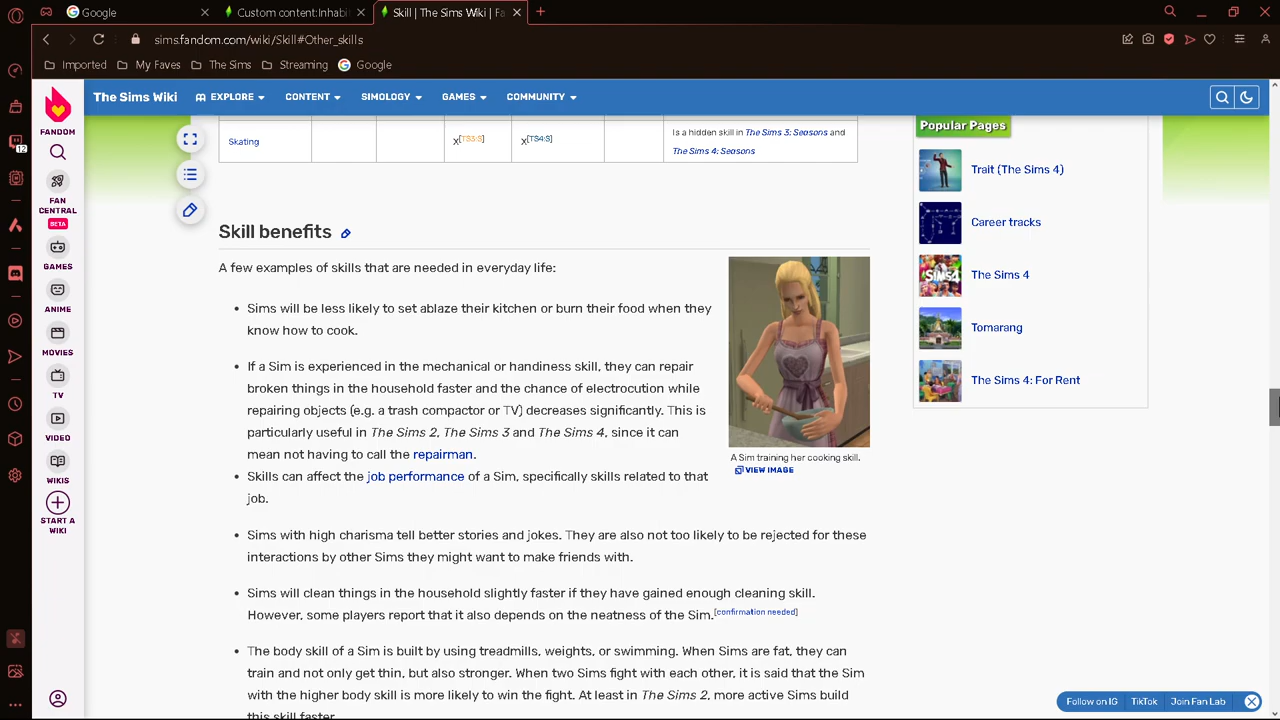 Google
Custom content:Inhabi
Skill | The Sims Wiki | Fa
sims.fandom.com/wiki/Skill#Other_skills
Imported
My Faves
The Sims
Streaming
Google
The Sims Wiki
EXPLORE
CONTENT
SIMOLOGY
GAMES
COMMUNITY
12
FANDOM
FAN
CENTRAL
BETA
GAMES
ANIME
MOVIES
TV
VIDEO
WIKIS
START A
WIKI
Skating
x[TS3:S]
x[TS4:S]
Is a hidden skill in The Sims 3: Seasons and
The Sims 4: Seasons
Skill benefits
A few examples of skills that are needed in everyday life:
• Sims will be less likely to set ablaze their kitchen or burn their food when they
know how to cook.
• If a Sim is experienced in the mechanical or handiness skill, they can repair
broken things in the household faster and the chance of electrocution while
repairing objects (e.g. a trash compactor or TV) decreases significantly. This is
particularly useful in The Sims 2, The Sims 3 and The Sims 4, since it can
mean not having to call the repairman.
• Skills can affect the job performance of a Sim, specifically skills related to that
job.
• Sims with high charisma tell better stories and jokes. They are also not too likely to be rejected for these
interactions by other Sims they might want to make friends with.
• Sims will clean things in the household slightly faster if they have gained enough cleaning skill.
However, some players report that it also depends on the neatness of the Sim.[confirmation needed]
• The body skill of a Sim is built by using treadmills, weights, or swimming. When Sims are fat, they can
train and not only get thin, but also stronger. When two Sims fight with each other, it is said that the Sim
with the higher body skill is more likely to win the fight. At least in The Sims 2, more active Sims build
this skill faster.
A Sim training her cooking skill.
VIEW IMAGE
Popular Pages
Trait (The Sims 4)
Career tracks
SIMS4
The Sims 4
Tomarang
The Sims 4: For Rent
Follow on IG
TikTok
Join Fan Lab